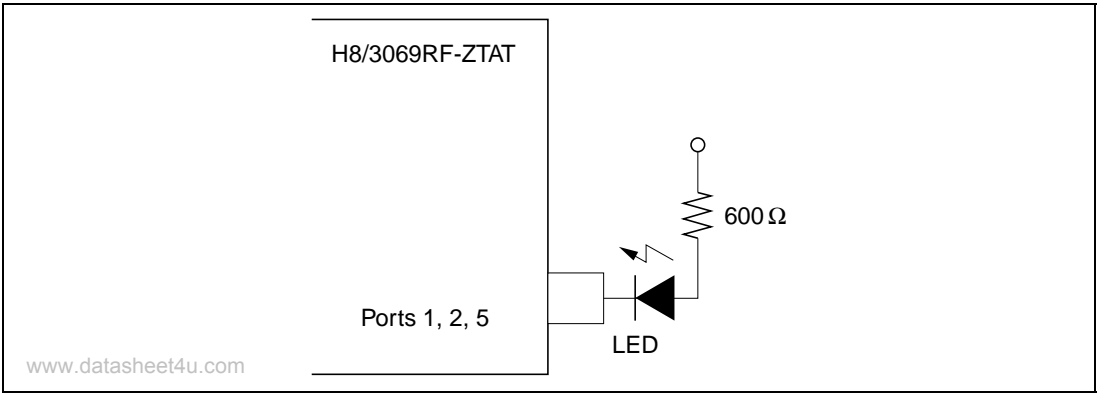 H8/3069RF-ZTAT
600 Ω
Ports 1, 2, 5
LED
www.datasheet4u.com